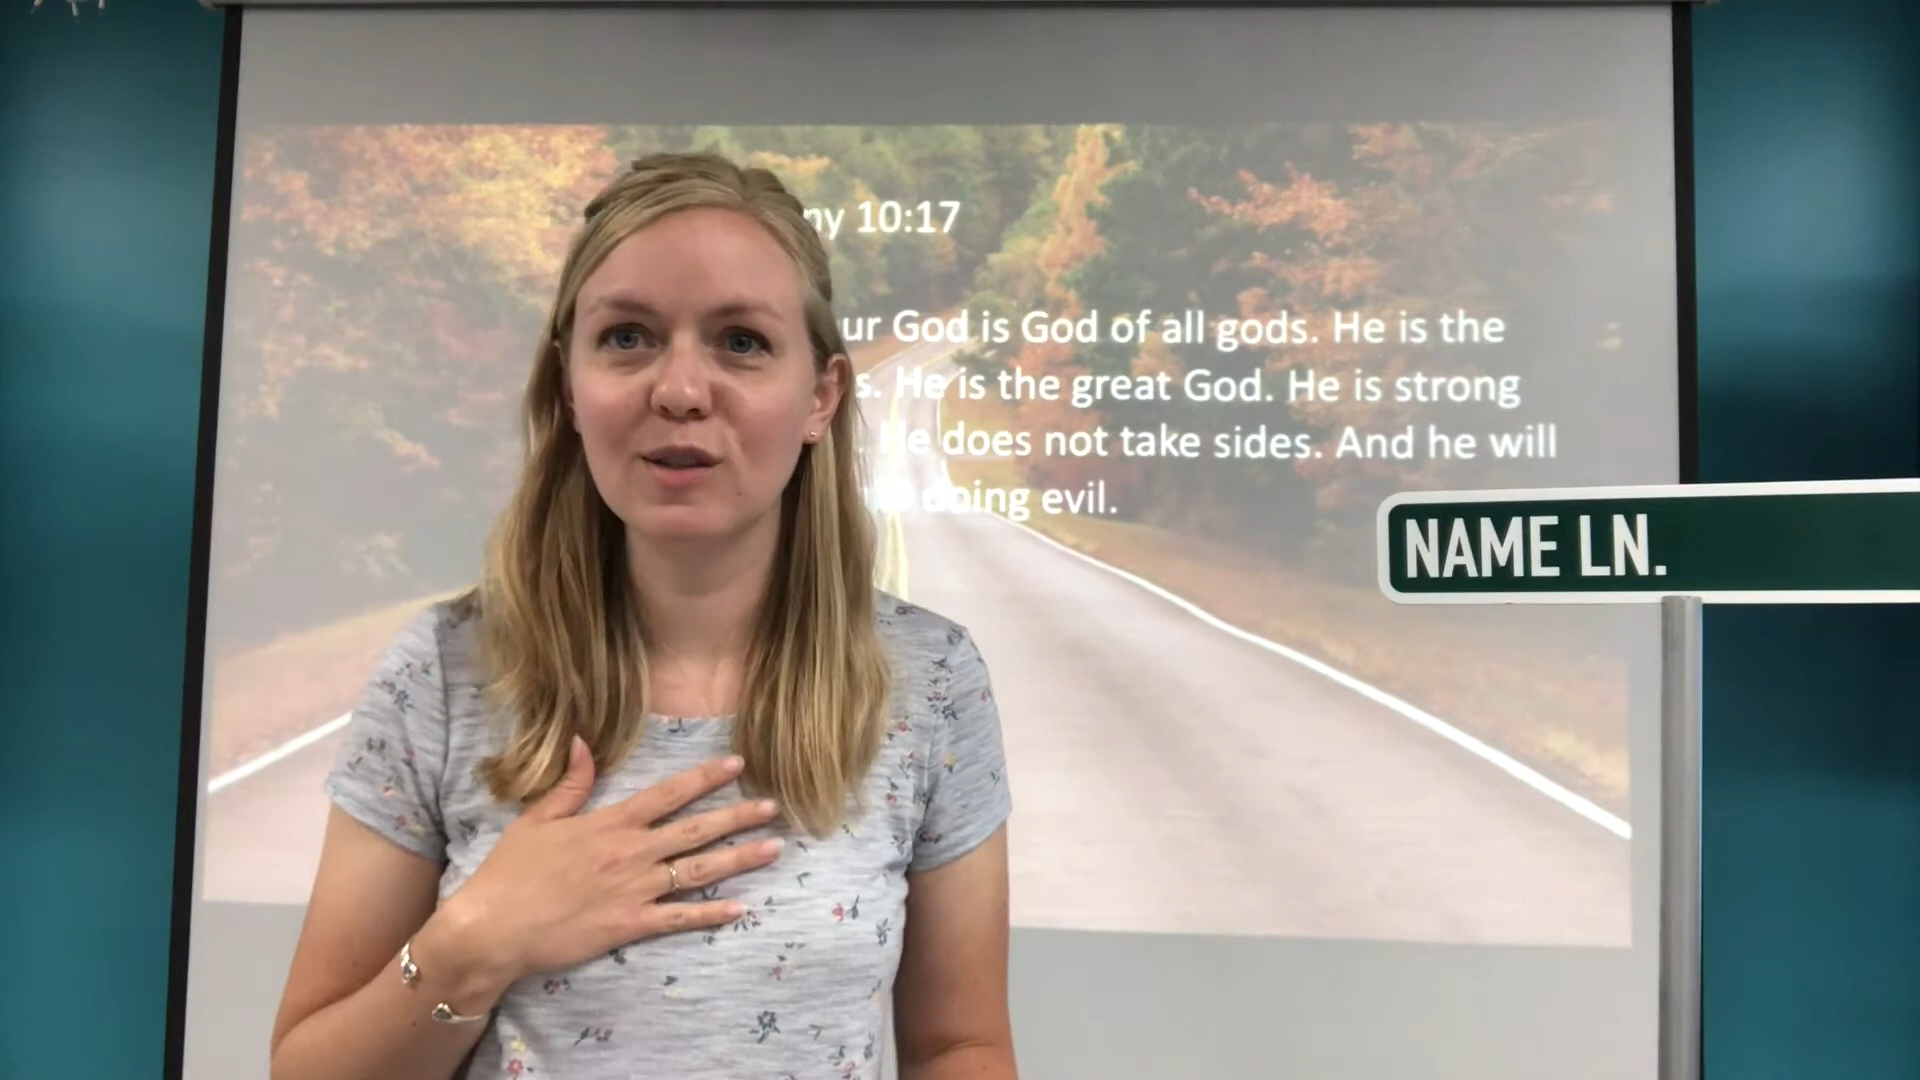 ny 10:17
ur God is God of all gods. He is the
s. He is the great God. He is strong
. He does not take sides. And he will
doing evil.
NAME LN.